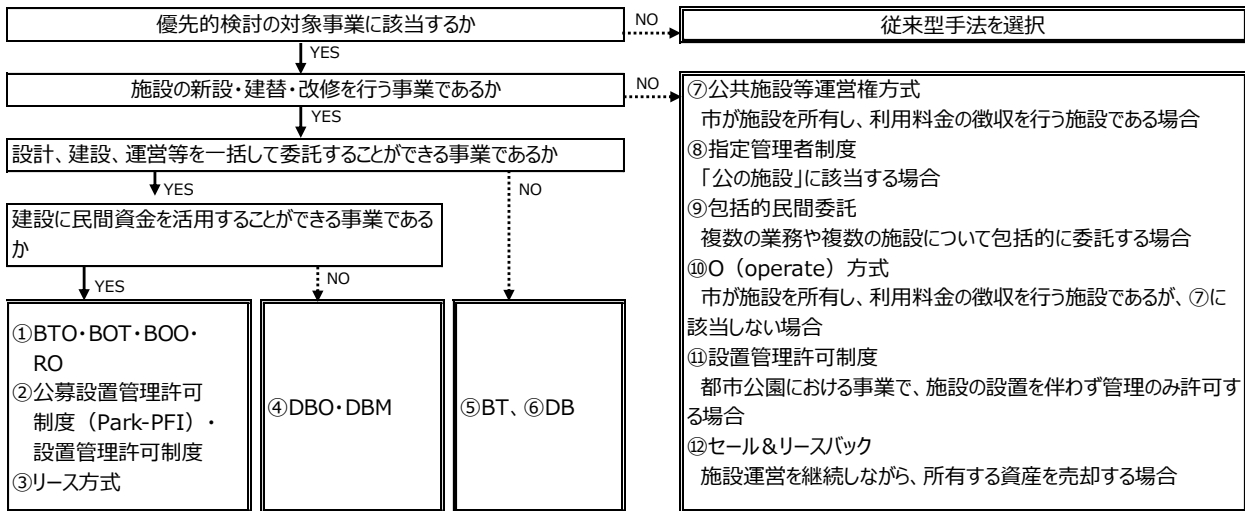 優先的検討の対象事業に該当するか
NO
従来型手法を選択
YES
施設の新設・建替・改修を行う事業であるか
NO
YES
設計、建設、運営等を一括して委託することができる事業であるか
YES
NO
建設に民間資金を活用することができる事業である
か
YES
NO
①BTO・BOT・BOO・
RO
②公募設置管理許可
制度（Park-PFI）・
設置管理許可制度
③リース方式
④DBO・DBM
⑤BT、⑥DB
⑦公共施設等運営権方式
市が施設を所有し、利用料金の徴収を行う施設である場合
⑧指定管理者制度
「公の施設」に該当する場合
⑨包括的民間委託
複数の業務や複数の施設について包括的に委託する場合
⑩O（operate）方式
市が施設を所有し、利用料金の徴収を行う施設であるが、⑦に
該当しない場合
⑪設置管理許可制度
都市公園における事業で、施設の設置を伴わず管理のみ許可す
る場合
⑫セール＆リースバック
施設運営を継続しながら、所有する資産を売却する場合